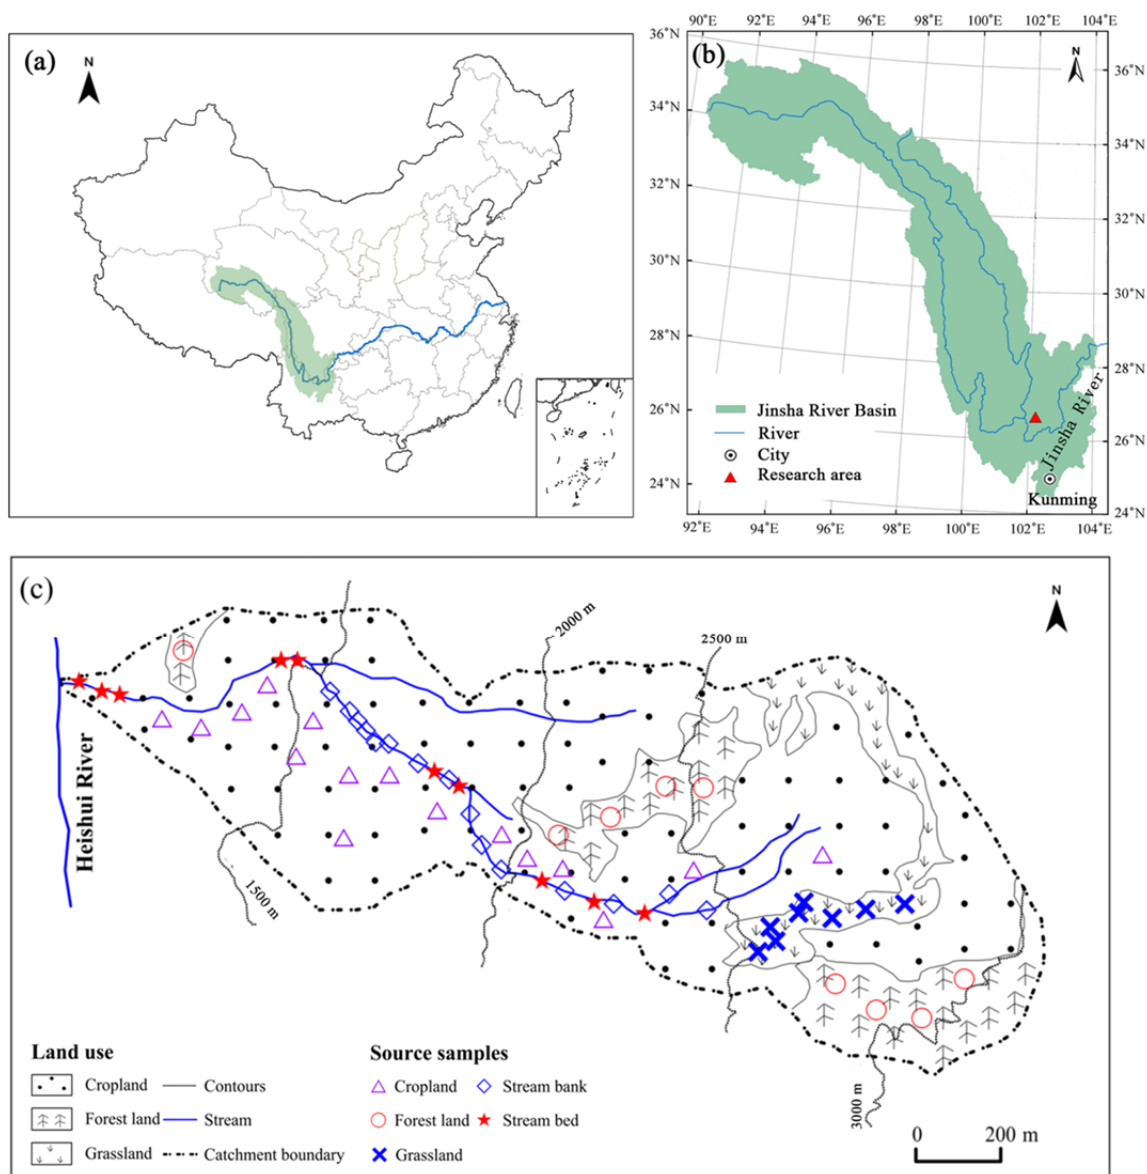 (a)
N
90°E 92°E 94°E 96°E 98°E 100°E 102°E 104°E
36°N
34°N
32°N
30°N
28°N
26°N
24°N
(b)
N
36°N
34°N
32°N
30°N
28°N
26°N
24°N
Jinsha River Basin
River
City
Research area
Jinsha River
Kunming
92°E 94°E 96°E 98°E 100°E 102°E 104°E
(c)
N
2000 m
2500 m
Heishui River
1500 m
3000 m
Land use
Cropland
Contours
Forest land
Stream
Grassland
Catchment boundary
Source samples
Cropland
Stream bank
Forest land
Stream bed
Grassland
0 200 m